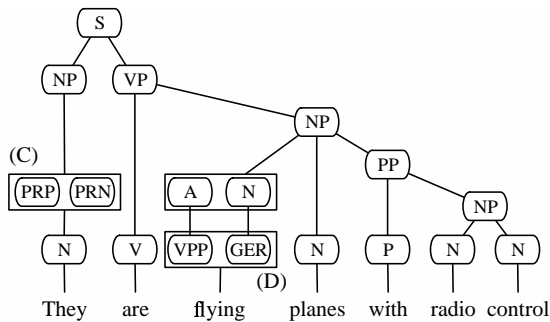 S
NP VP
NP
(C) PP
PRP PRN A N
NP
N V VPP GER N P N N
(D)
They are flying planes with radio control